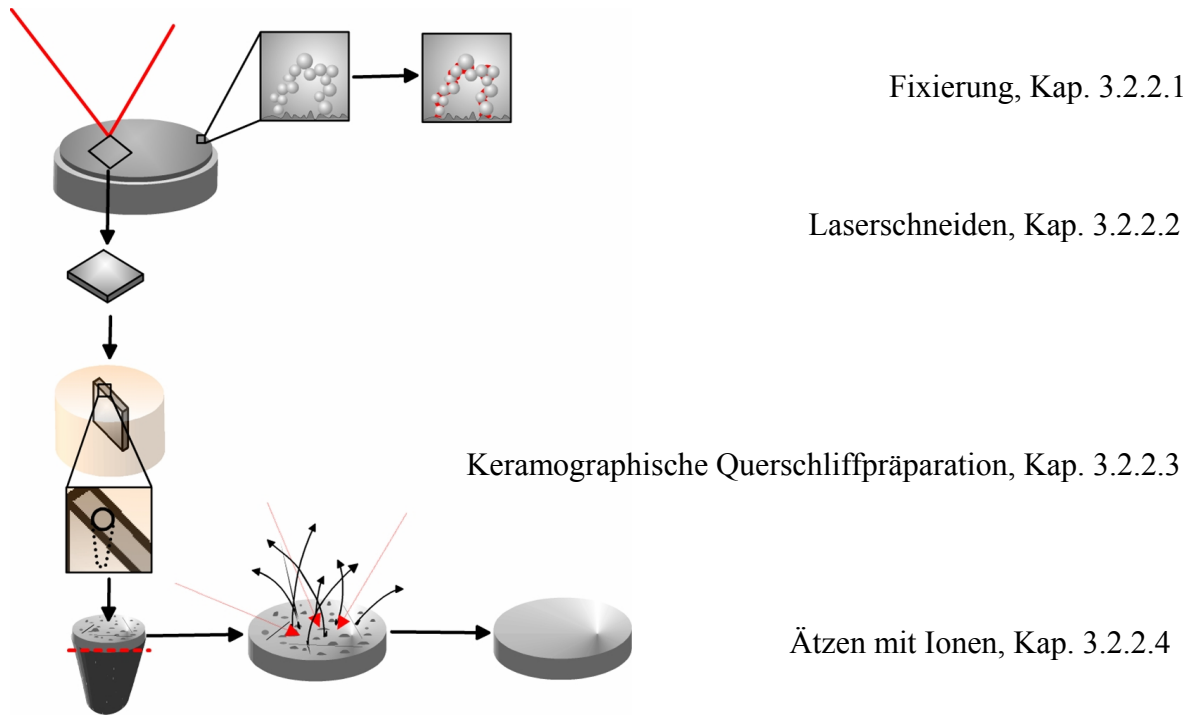 Fixierung, Kap. 3.2.2.1
Laserschneiden, Kap. 3.2.2.2
Keramographische Querschliffpräparation, Kap. 3.2.2.3
Ätzen mit Ionen, Kap. 3.2.2.4